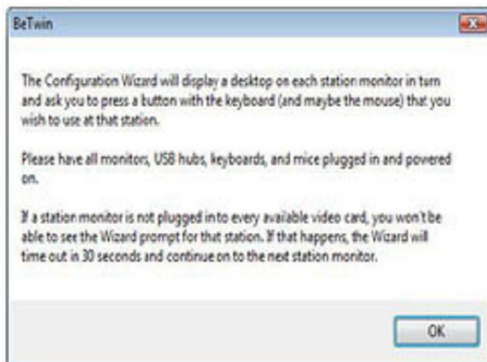 BeTwin
The Configuration Wizard will display a desktop on each station monitor in turn
and ask you to press a button with the keyboard (and maybe the mouse) that you
wish to use at that station.
Please have all monitors, USB hubs, keyboards, and mice plugged in and powered
on.
If a station monitor is not plugged into every available video card, you won't be
able to see the Wizard prompt for that station. If that happens, the Wizard will
time out in 30 seconds and continue on to the next station monitor.
OK